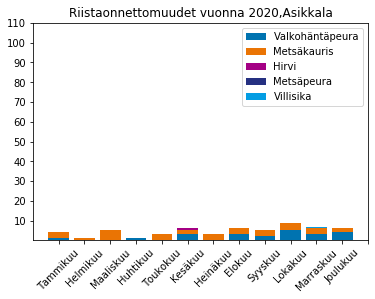 Riistaonnettomuudet vuonna 2020,Asikkala
Valkohäntäpeura
Metsäkauris
Hirvi
Metsäpeura
Villisika
110
100
90
80
70
60
50
40
30
20
10
Tammikuu
Helmikuu
Maaliskuu
Huhtikuu
Toukokuu
Kesäkuu
Heinäkuu
Elokuu
Syyskuu
Lokakuu
Marraskuu
Joulukuu